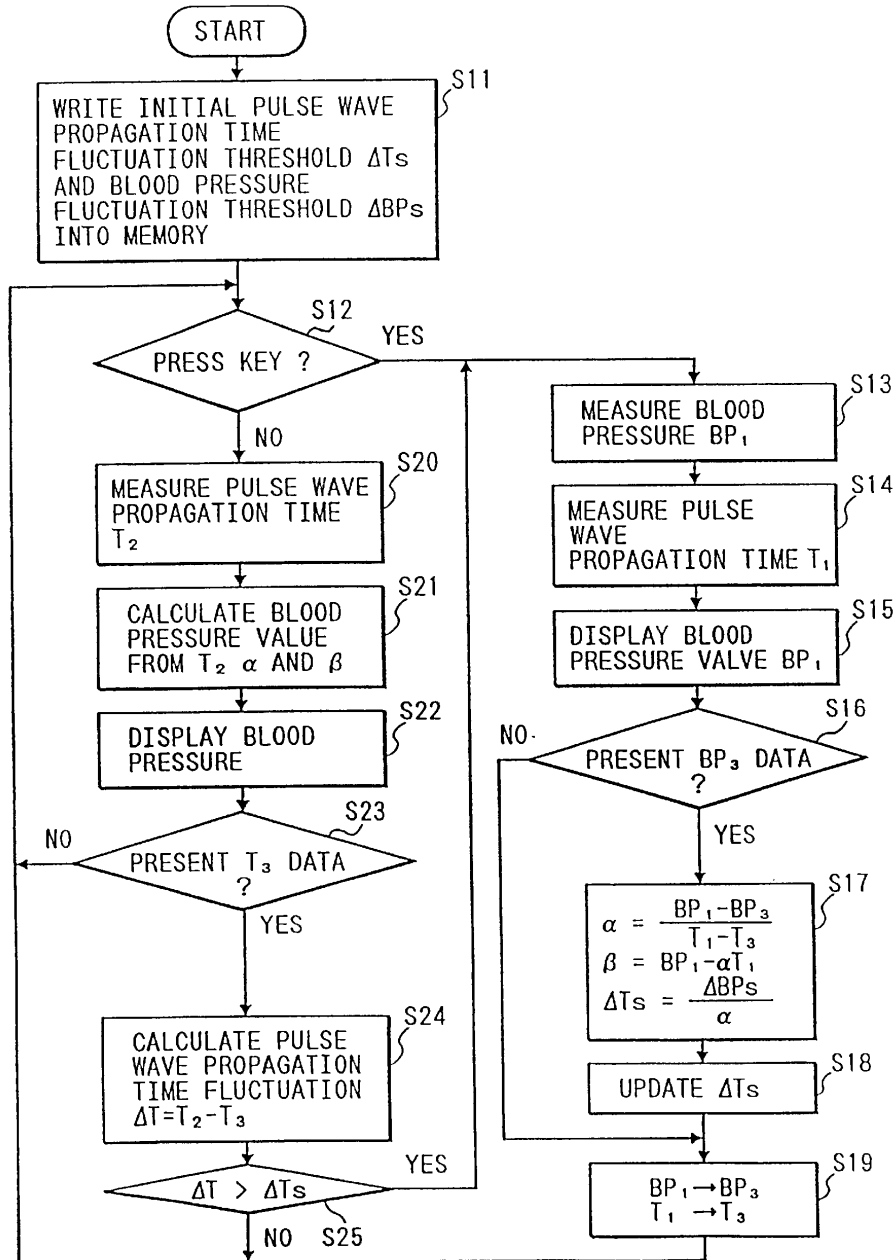 START
S11
WRITE INITIAL PULSE WAVE
PROPAGATION TIME
FLUCTUATION THRESHOLD ΔTs
AND BLOOD PRESSURE
FLUCTUATION THRESHOLD ΔBPs
INTO MEMORY
S12
PRESS KEY ?
YES
NO
S20
MEASURE PULSE WAVE
PROPAGATION TIME
T₂
S21
CALCULATE BLOOD
PRESSURE VALUE
FROM T₂ α AND β
S22
DISPLAY BLOOD
PRESSURE
S23
PRESENT T₃ DATA
?
NO
YES
S24
CALCULATE PULSE
WAVE PROPAGATION
TIME FLUCTUATION
ΔT=T₂-T₃
ΔT > ΔTs
YES
S25
NO
S13
MEASURE BLOOD
PRESSURE BP₁
S14
MEASURE PULSE
WAVE
PROPAGATION TIME T₁
S15
DISPLAY BLOOD
PRESSURE VALVE BP₁
S16
PRESENT BP₃ DATA
?
NO
YES
S17
α = BP₁-BP₃ / T₁-T₃
β = BP₁-αT₁
ΔTs = ΔBPs / α
S18
UPDATE ΔTs
S19
BP₁→BP₃
T₁ →T₃